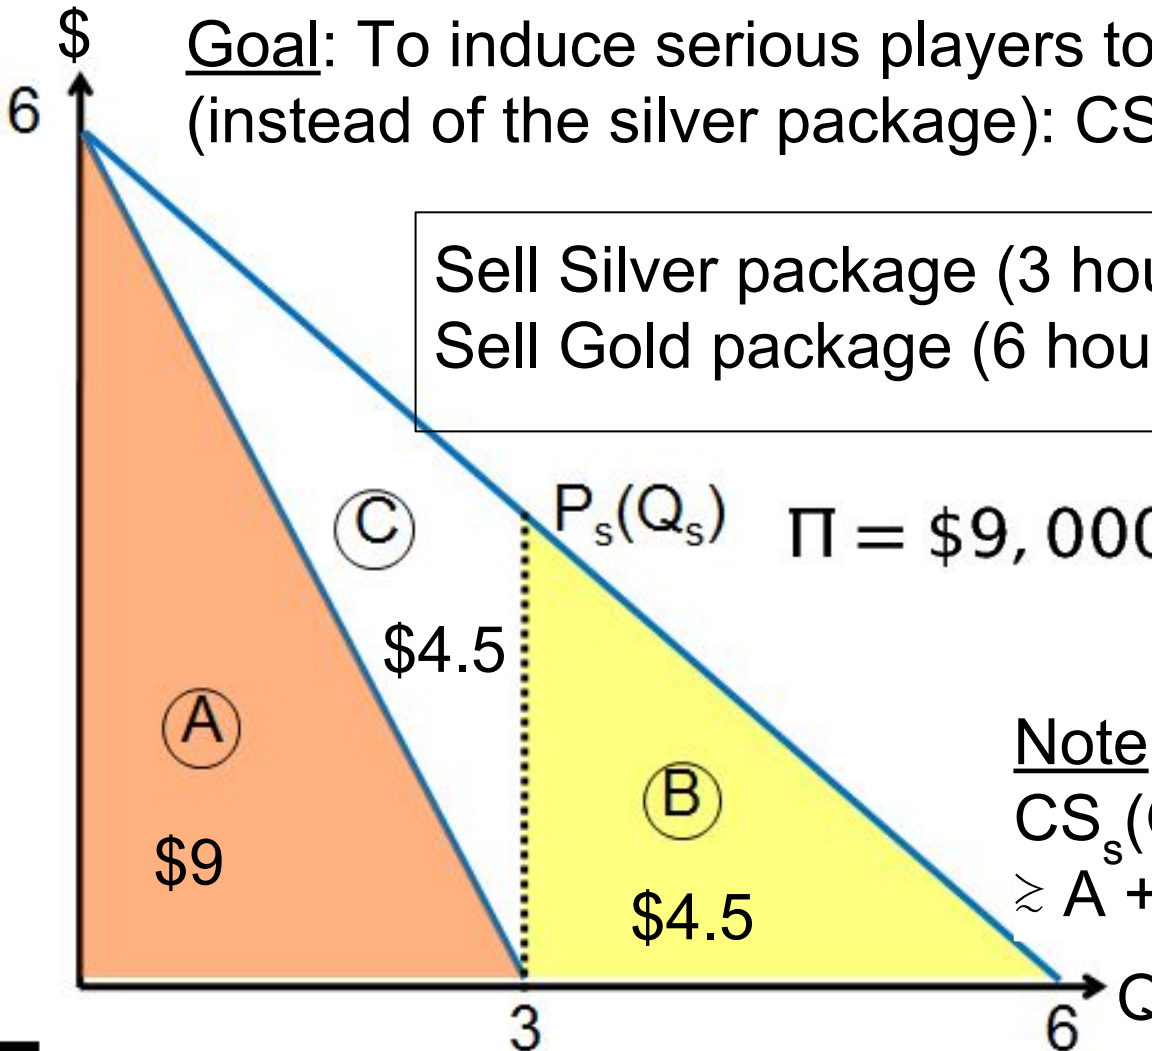 $
Goal: To induce serious players to
6
(instead of the silver package): CS
Sell Silver package (3 hou
Sell Gold package (6 hou
C
Pₛ(Qₛ)
Π = $9, 000
$4.5
A
Note
B
CSₛ(
$9
≳ A +
$4.5
Q
3
6